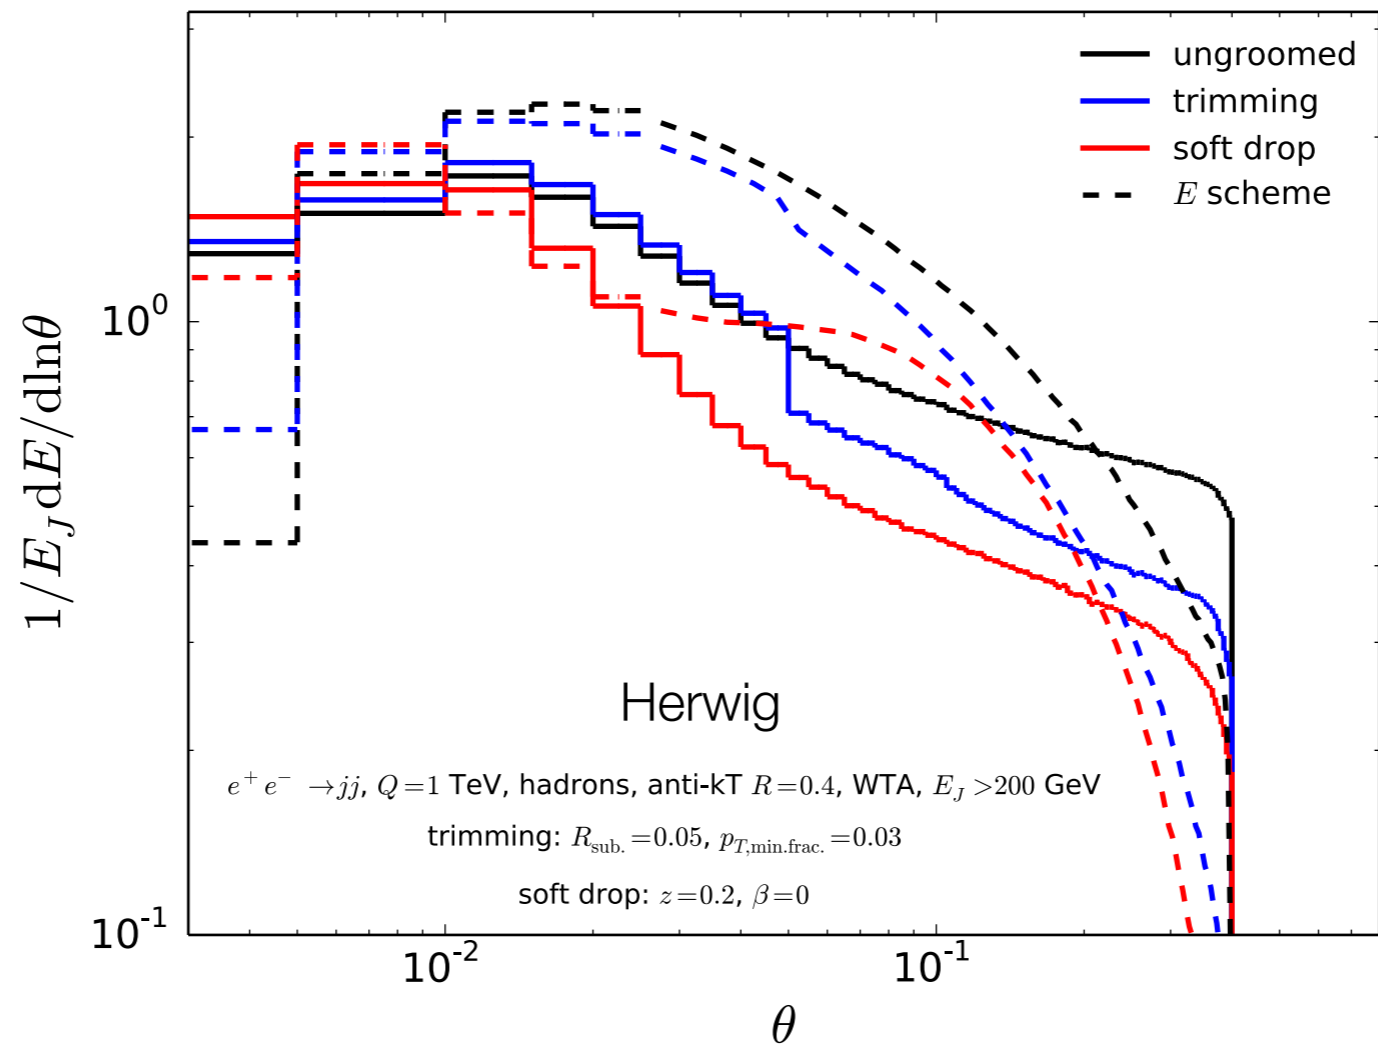 ungroomed
trimming
soft drop
E scheme
1/E_J dE/dlnθ
10^0
10^-1
Herwig
e^+ e^- →jj, Q=1 TeV, hadrons, anti-kT R=0.4, WTA, E_J >200 GeV
trimming: R_sub.=0.05, p_T,min.frac.=0.03
soft drop: z=0.2, β=0
10^-2
10^-1
θ